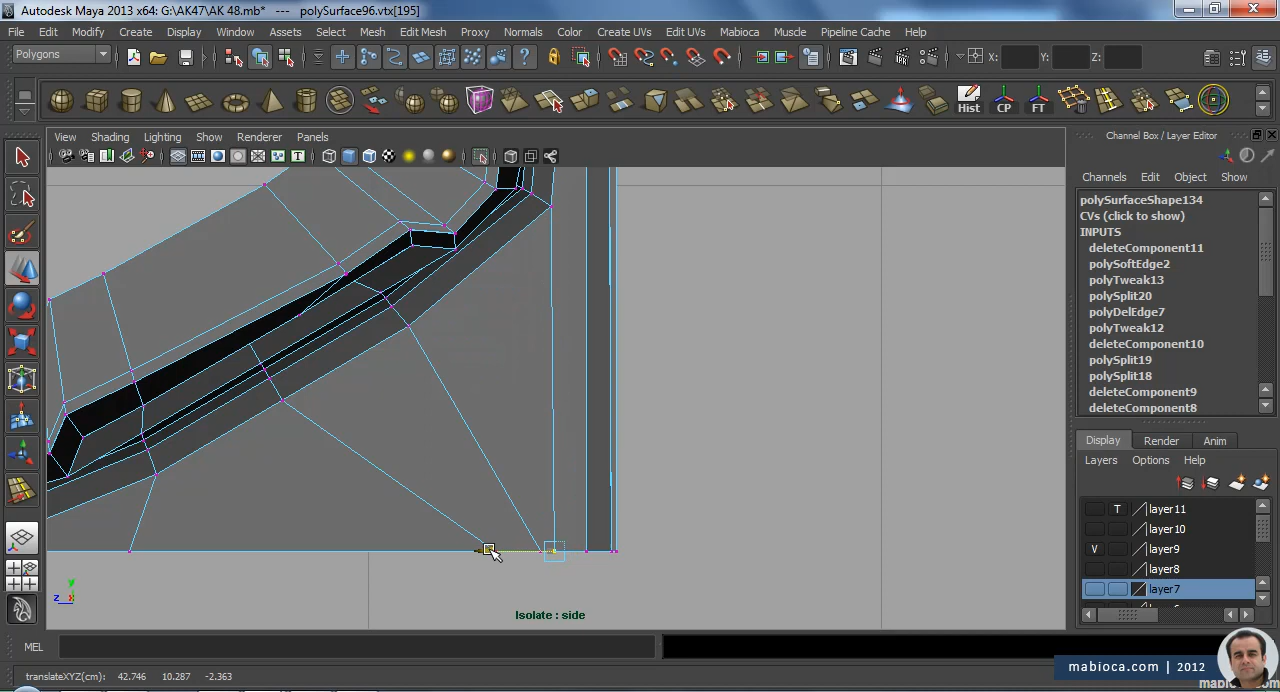 Autodesk Maya 2013 x64: G:\AK47\AK 48.mb*   ---   polySurface96.vtx[195]
File Edit Modify Create Display Window Assets Select Mesh Edit Mesh Proxy Normals Color Create UVs Edit UVs Mabioca Muscle Pipeline Cache Help
Polygons
X: Y: Z:
Hist CP FT
View Shading Lighting Show Renderer Panels
Channel Box / Layer Editor
Channels Edit Object Show
polySurfaceShape134
CVs (click to show)
INPUTS
deleteComponent11
polySoftEdge2
polyTweak13
polySplit20
polyDelEdge7
polyTweak12
deleteComponent10
polySplit19
polySplit18
deleteComponent9
deleteComponent8
Display Render Anim
Layers Options Help
T layer11
layer10
V layer9
layer8
layer7
y
z x
Isolate : side
MEL
mabioca.com | 2012
mabioca.com
translateXYZ(cm): 42.746 10.287 -2.363